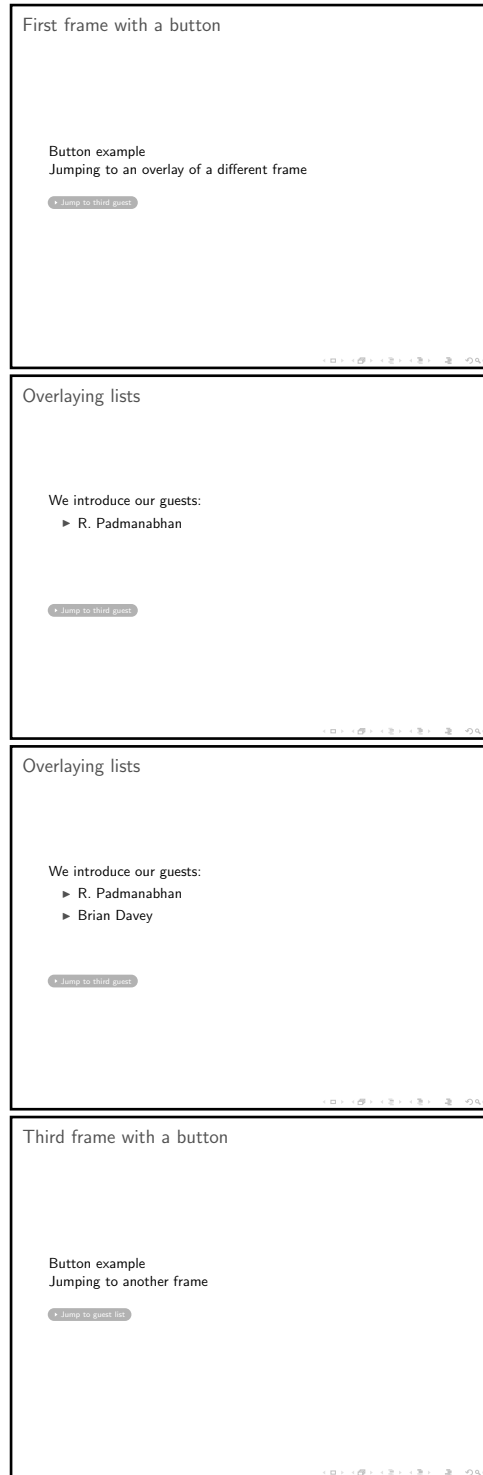 First frame with a button
Button example
Jumping to an overlay of a different frame
Jump to third guest
Overlaying lists
We introduce our guests:
R. Padmanabhan
Jump to third guest
Overlaying lists
We introduce our guests:
R. Padmanabhan
Brian Davey
Jump to third guest
Third frame with a button
Button example
Jumping to another frame
Jump to guest list